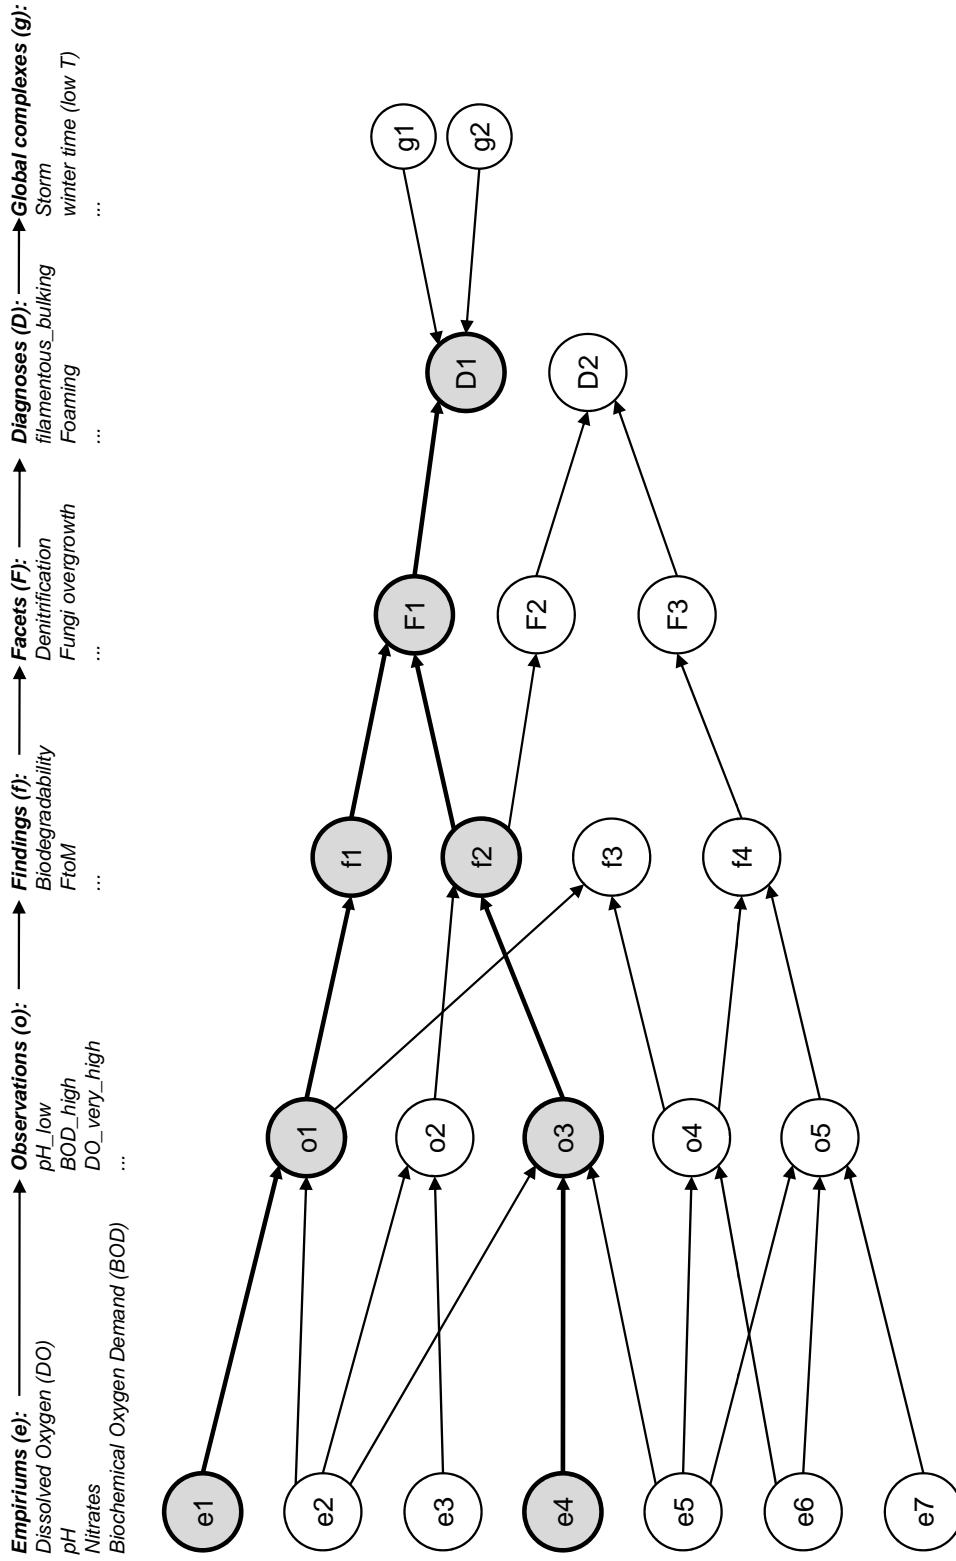 Empiriums (e):
Dissolved Oxygen (DO)
pH
Nitrates
Biochemical Oxygen Demand (BOD)
Observations (o):
pH_low
BOD_high
DO_very_high
...
Findings (f):
Biodegradability
FtoM
...
Facets (F):
Denitrification
Fungi overgrowth
...
Diagnoses (D):
filamentous_bulking
Foaming
...
Global complexes (g):
Storm
winter time (low T)
...
e1
e2
e3
e4
e5
e6
e7
o1
o2
o3
o4
o5
f1
f2
f3
f4
F1
F2
F3
D1
D2
g1
g2